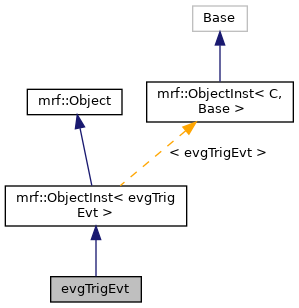 Base
mrf::ObjectInst< C,
Base >
mrf::Object
< evgTrigEvt >
mrf::ObjectInst< evgTrig
Evt >
evgTrigEvt